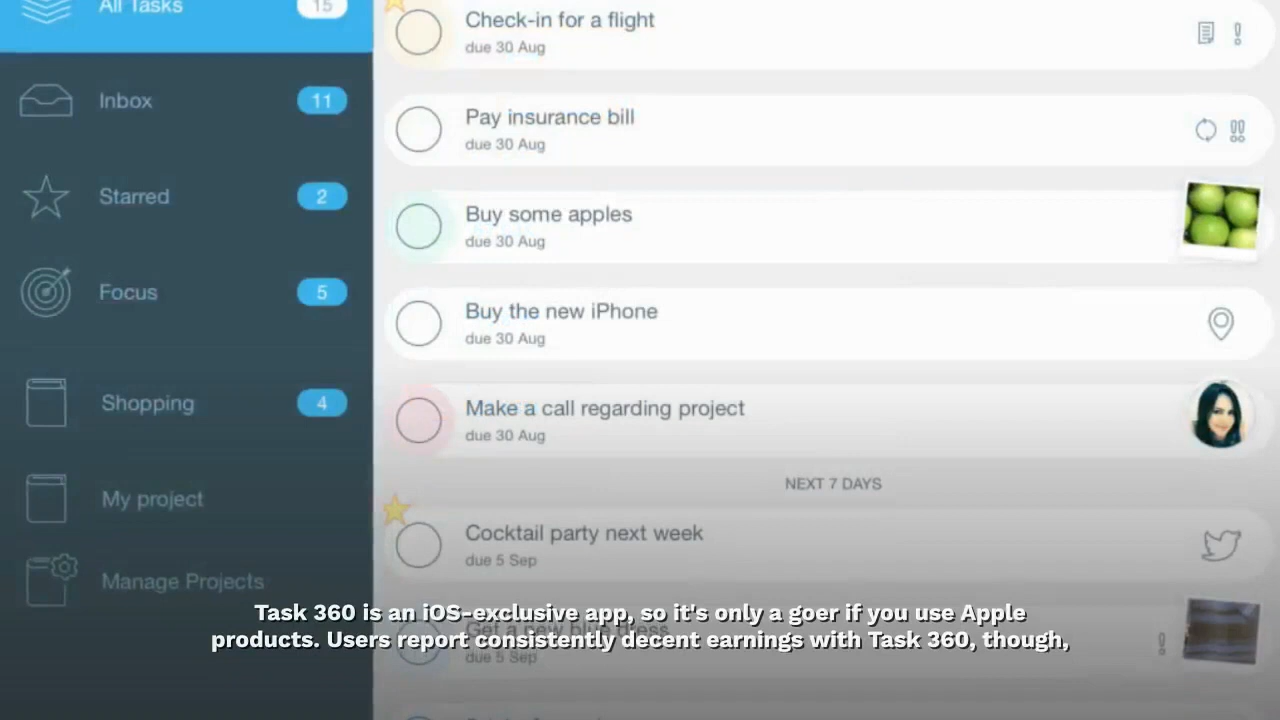 All Tasks
15
Inbox
11
Starred
2
Focus
5
Shopping
4
My project
Manage Projects
Check-in for a flight
due 30 Aug
Pay insurance bill
due 30 Aug
Buy some apples
due 30 Aug
Buy the new iPhone
due 30 Aug
Make a call regarding project
due 30 Aug
NEXT 7 DAYS
Cocktail party next week
due 5 Sep
Get a new blue dress
due 5 Sep
Task 360 is an iOS-exclusive app, so it's only a goer if you use Apple
products. Users report consistently decent earnings with Task 360, though,